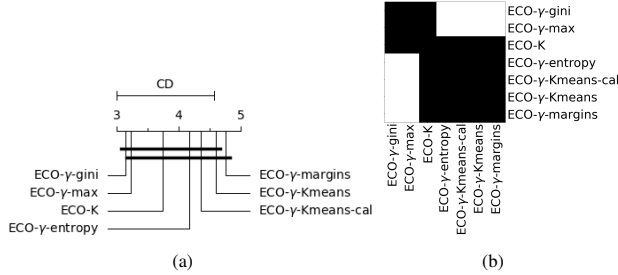 CD
3 4 5
ECO-γ-gini
ECO-γ-max
ECO-K
ECO-γ-entropy
ECO-γ-margins
ECO-γ-Kmeans
ECO-γ-Kmeans-cal
(a)
ECO-γ-gini
ECO-γ-max
ECO-K
ECO-γ-entropy
ECO-γ-Kmeans-cal
ECO-γ-Kmeans
ECO-γ-margins
ECO-γ-gini
ECO-γ-max
ECO-K
ECO-γ-entropy
ECO-γ-Kmeans-cal
ECO-γ-Kmeans
ECO-γ-margins
(b)